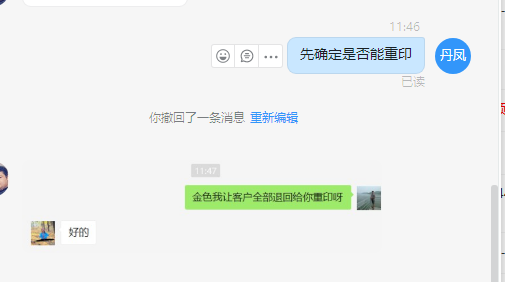 11:46
先确定是否能重印
丹凤
已读
你撤回了一条消息 重新编辑
11:47
金色我让客户全部退回给你重印呀
好的